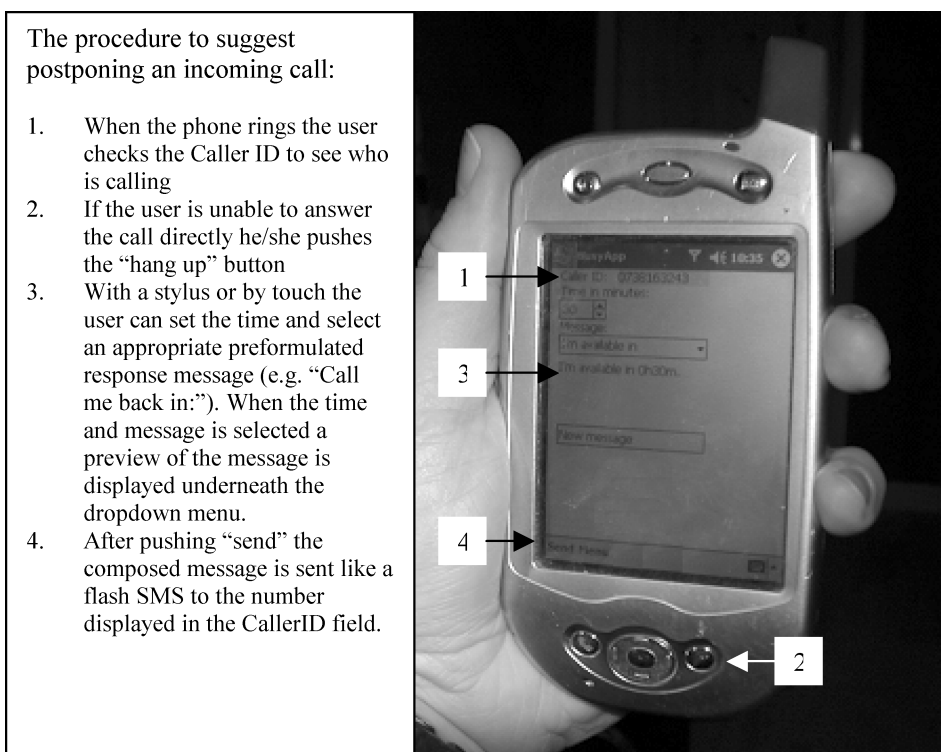 The procedure to suggest
postponing an incoming call:
1. When the phone rings the user
checks the Caller ID to see who
is calling
2. If the user is unable to answer
the call directly he/she pushes
the “hang up” button
3. With a stylus or by touch the
user can set the time and select
an appropriate preformulated
response message (e.g. “Call
me back in:”). When the time
and message is selected a
preview of the message is
displayed underneath the
dropdown menu.
4. After pushing “send” the
composed message is sent like a
flash SMS to the number
displayed in the CallerID field.
BusyApp 10:35
1
Caller ID: 0738163243
Time in minutes:
30
Message:
I'm available in
3
I'm available in 0h30m.
New message
4
Send Menu
2